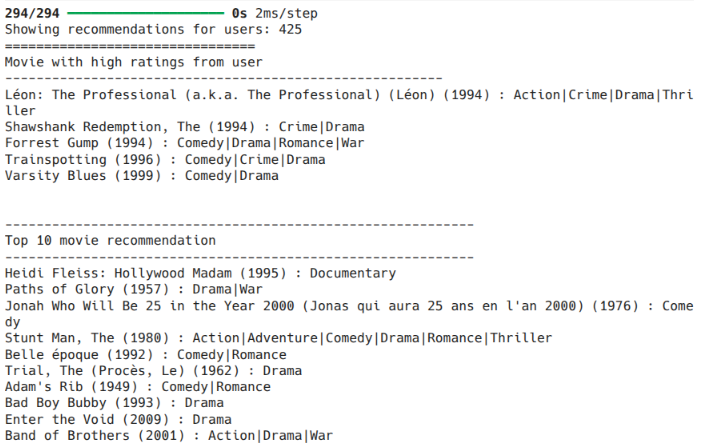 294/294 ━━━━━━━━━━━━━━━━━━━━ 0s 2ms/step
Showing recommendations for users: 425
================================
Movie with high ratings from user
--------------------------------------------------------
Léon: The Professional (a.k.a. The Professional) (Léon) (1994) : Action|Crime|Drama|Thri
ller
Shawshank Redemption, The (1994) : Crime|Drama
Forrest Gump (1994) : Comedy|Drama|Romance|War
Trainspotting (1996) : Comedy|Crime|Drama
Varsity Blues (1999) : Comedy|Drama
------------------------------------------------------------
Top 10 movie recommendation
------------------------------------------------------------
Heidi Fleiss: Hollywood Madam (1995) : Documentary
Paths of Glory (1957) : Drama|War
Jonah Who Will Be 25 in the Year 2000 (Jonas qui aura 25 ans en l'an 2000) (1976) : Come
dy
Stunt Man, The (1980) : Action|Adventure|Comedy|Drama|Romance|Thriller
Belle époque (1992) : Comedy|Romance
Trial, The (Procès, Le) (1962) : Drama
Adam's Rib (1949) : Comedy|Romance
Bad Boy Bubby (1993) : Drama
Enter the Void (2009) : Drama
Band of Brothers (2001) : Action|Drama|War